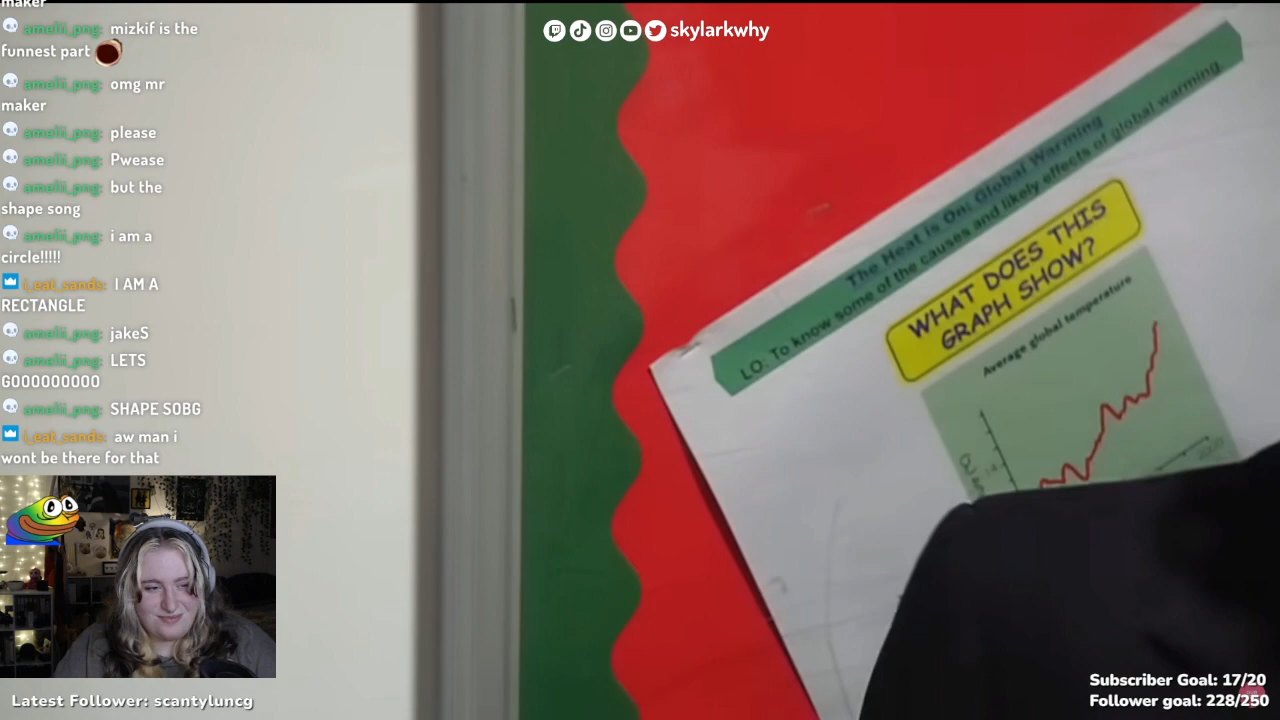 maker
amelii_png: mizkif is the
funnest part
amelii_png: omg mr
maker
amelii_png: please
amelii_png: Pwease
amelii_png: but the
shape song
amelii_png: i am a
circle!!!!!
i_eat_sands: I AM A
RECTANGLE
amelii_png: jakeS
amelii_png: LETS
GOOOOOOOOO
amelii_png: SHAPE SOBG
i_eat_sands: aw man i
wont be there for that
Latest Follower: scantyluncg
skylarkwhy
The Heat is On: Global Warming
LO: To know some of the causes and likely effects of global warming.
WHAT DOES THIS
GRAPH SHOW?
Average global temperature
Subscriber Goal: 17/20
Follower goal: 228/250